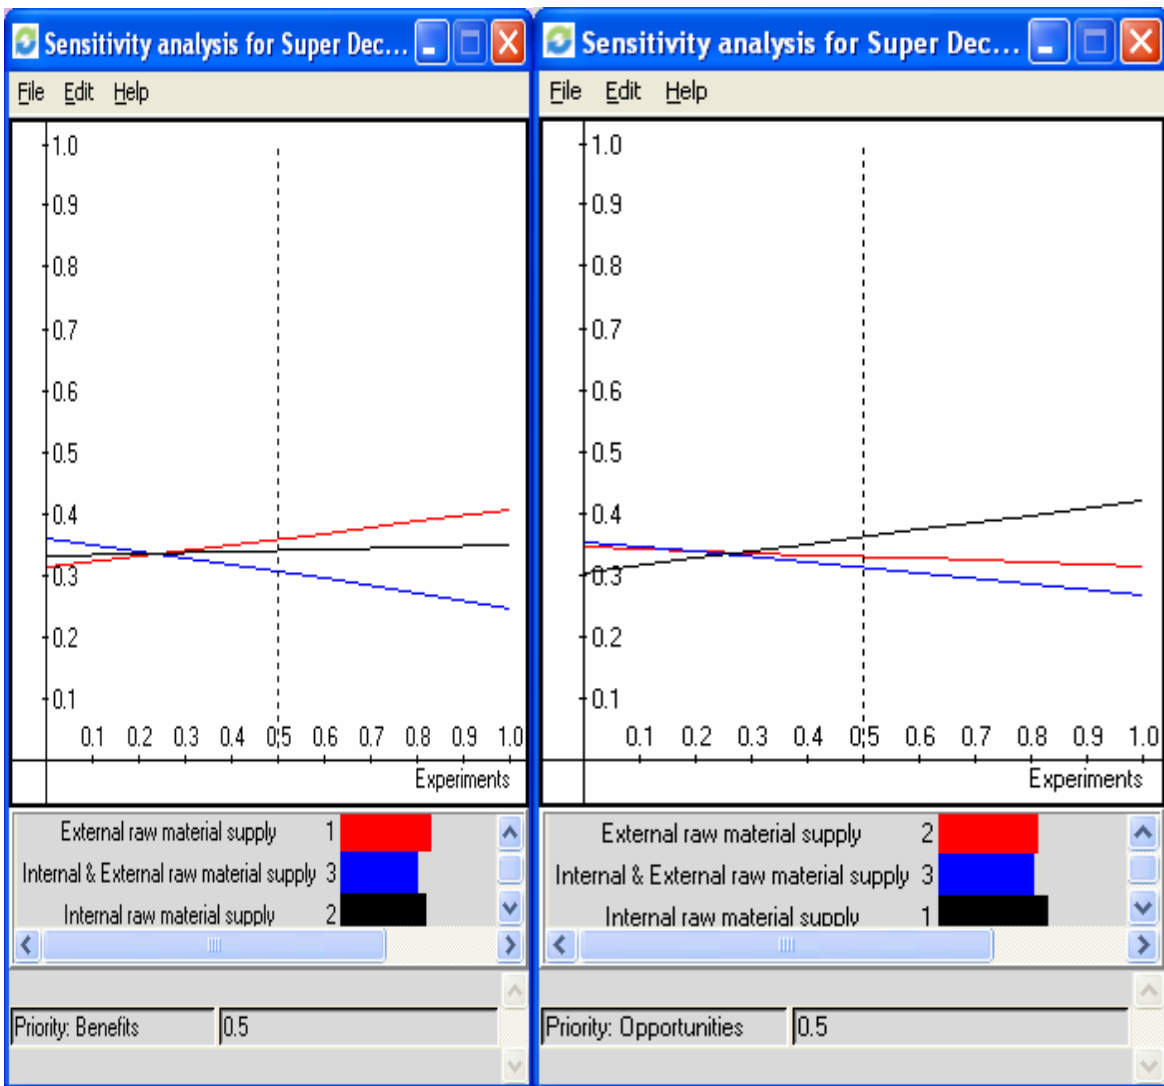 Sensitivity analysis for Super Dec...
File Edit Help
1.0
0.9
0.8
0.7
0.6
0.5
0.4
0.3
0.2
0.1
0.1 0.2 0.3 0.4 0.5 0.6 0.7 0.8 0.9 1.0
Experiments
External raw material supply 1
Internal & External raw material supply 3
Internal raw material supply 2
Priority: Benefits 0.5
Sensitivity analysis for Super Dec...
File Edit Help
1.0
0.9
0.8
0.7
0.6
0.5
0.4
0.3
0.2
0.1
0.1 0.2 0.3 0.4 0.5 0.6 0.7 0.8 0.9 1.0
Experiments
External raw material supply 2
Internal & External raw material supply 3
Internal raw material supply 1
Priority: Opportunities 0.5